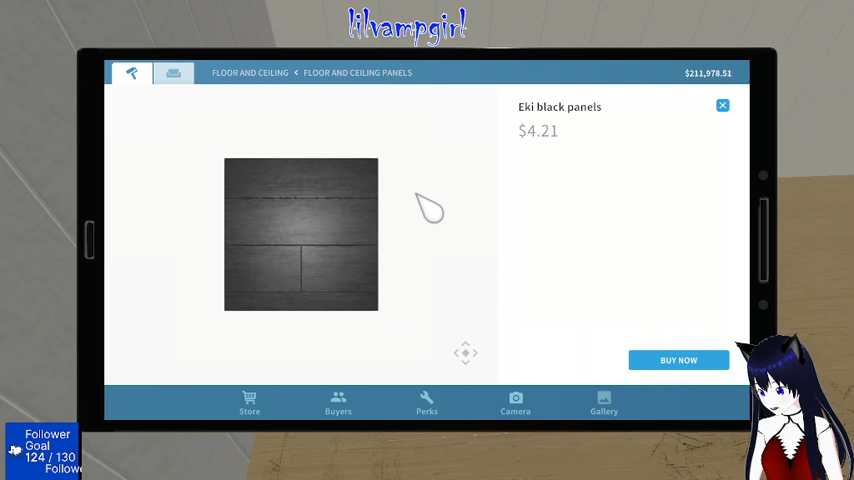 lilvampgirl
FLOOR AND CEILING < FLOOR AND CEILING PANELS
$211,978.51
Eki black panels
$4.21
BUY NOW
Store
Buyers
Perks
Camera
Gallery
Follower
Goal
124 / 130
Followe